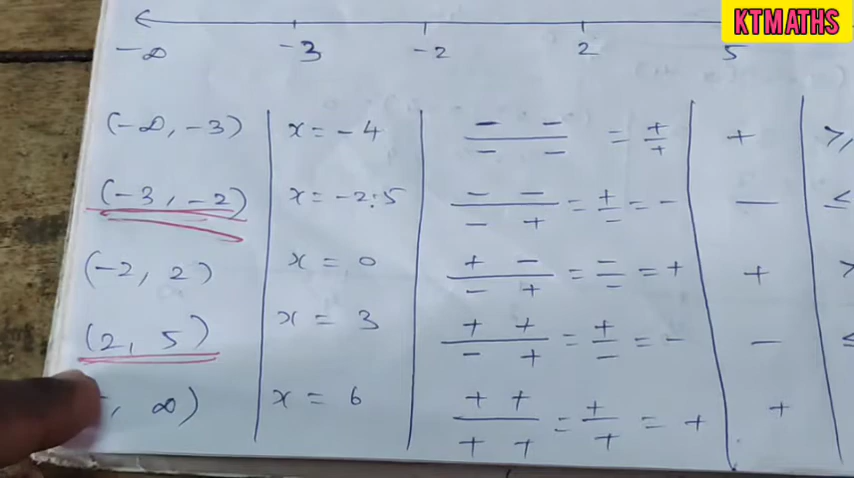 KTMATHS
-∞ -3 -2 2 5
(-∞, -3) x = -4 - - / - - = + / + + >,
(-3, -2) x = -2.5 - - / - + = + / - = - - ≤
(-2, 2) x = 0 + - / - + = - / - = + + >
(2, 5) x = 3 + + / - + = + / - = - - ≤
, ∞) x = 6 + + / + + = + / + = + +